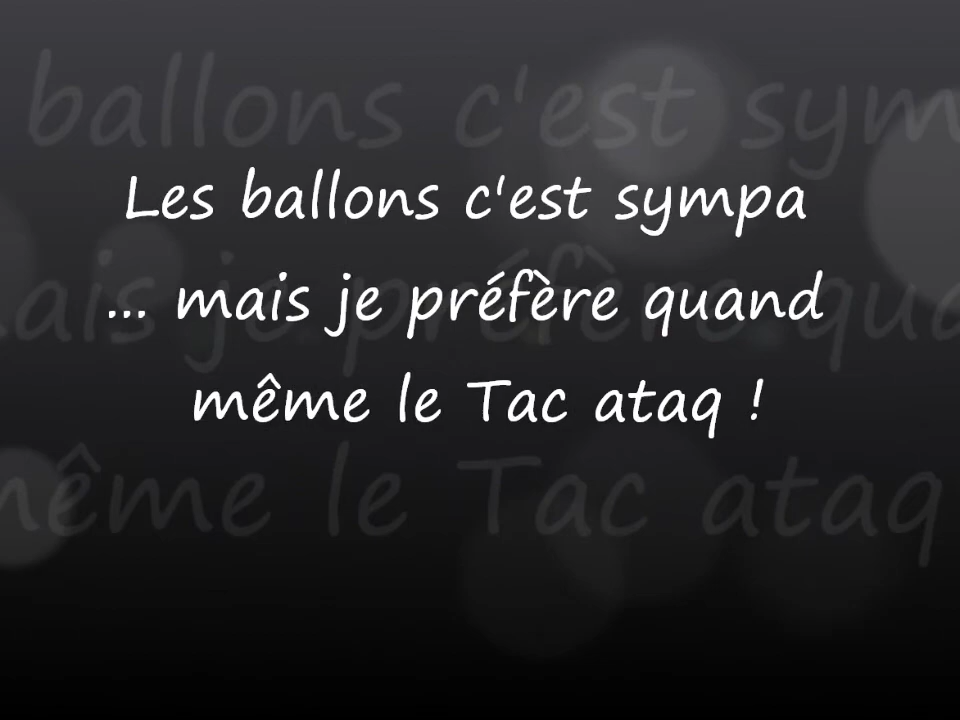 Les ballons c'est sympa
... mais je préfère quand
même le Tac ataq !